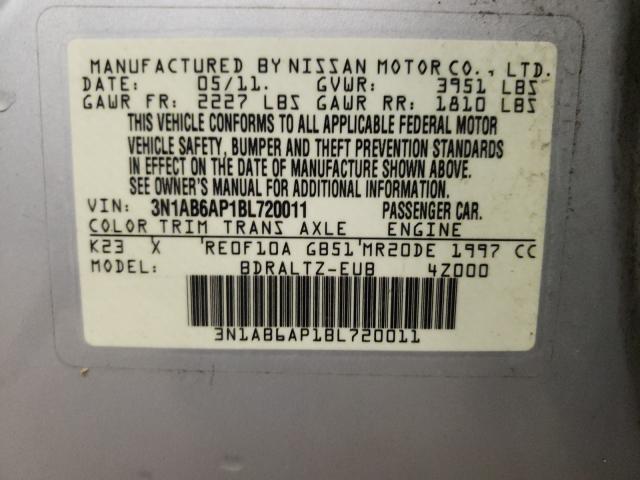 MANUFACTURED BY NISSAN MOTOR CO., LTD.
DATE: 05/11. GVWR: 3951 LBS
GAWR FR: 2227 LBS GAWR RR: 1810 LBS
THIS VEHICLE CONFORMS TO ALL APPLICABLE FEDERAL MOTOR
VEHICLE SAFETY, BUMPER AND THEFT PREVENTION STANDARDS
IN EFFECT ON THE DATE OF MANUFACTURE SHOWN ABOVE.
SEE OWNER'S MANUAL FOR ADDITIONAL INFORMATION.
VIN: 3N1AB6AP1BL720011 PASSENGER CAR.
COLOR TRIM TRANS AXLE ENGINE
K23 X RE0F10A GB51 MR20DE 1997 CC
MODEL: BDRALTZ-EUB 4Z000
3N1AB6AP1BL720011